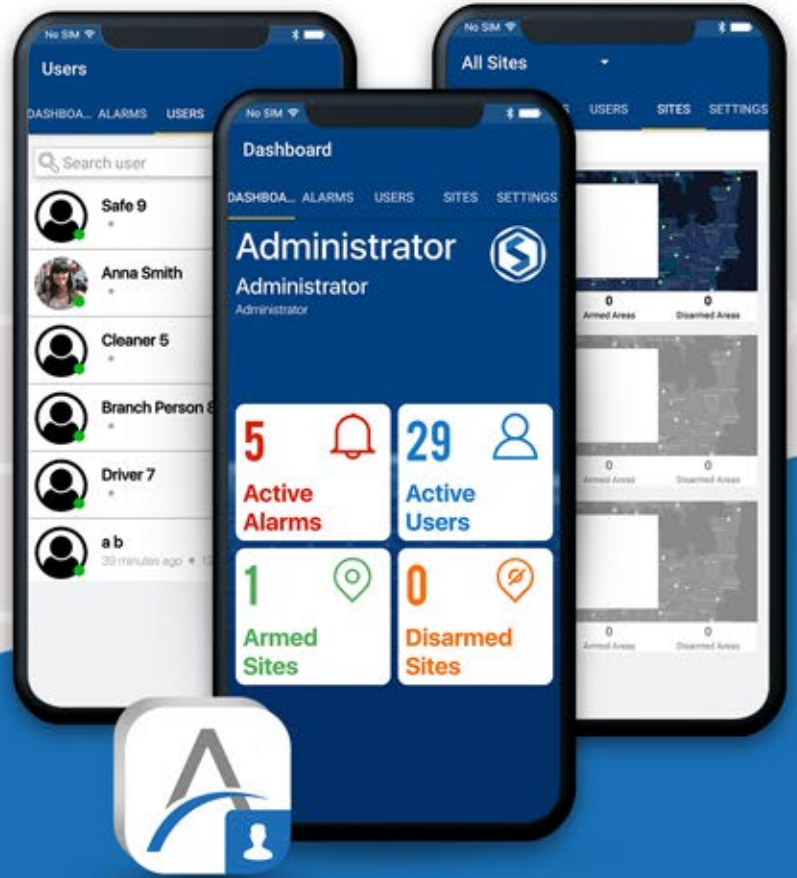 No SIM
Users
DASHBOA... ALARMS USERS
Search user
Safe 9
Anna Smith
Cleaner 5
Branch Person 8
Driver 7
a b
39 minutes ago
No SIM
Dashboard
DASHBOA... ALARMS USERS SITES SETTINGS
Administrator
Administrator
Administrator
5
Active
Alarms
29
Active
Users
1
Armed
Sites
0
Disarmed
Sites
No SIM
All Sites
S USERS SITES SETTINGS
0 0
Armed Areas Disarmed Areas
0 0
Armed Areas Disarmed Areas
0 0
Armed Areas Disarmed Areas